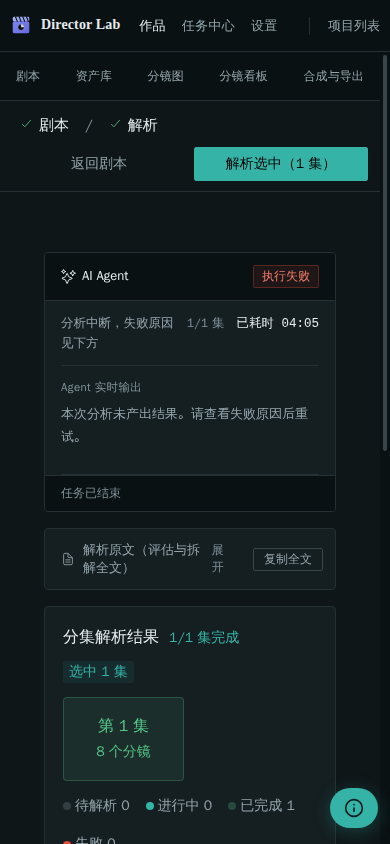 Director Lab 作品 任务中心 设置 项目列表
剧本 资产库 分镜图 分镜看板 合成与导出
剧本 / 解析
返回剧本 解析选中（1 集）
AI Agent 执行失败
分析中断，失败原因 1/1 集 已耗时 04:05
见下方
Agent 实时输出
本次分析未产出结果。请查看失败原因后重
试。
任务已结束
解析原文（评估与拆 展
解全文） 开 复制全文
分集解析结果 1/1 集完成
选中 1 集
第 1 集
8 个分镜
待解析 0 进行中 0 已完成 1
失败 0